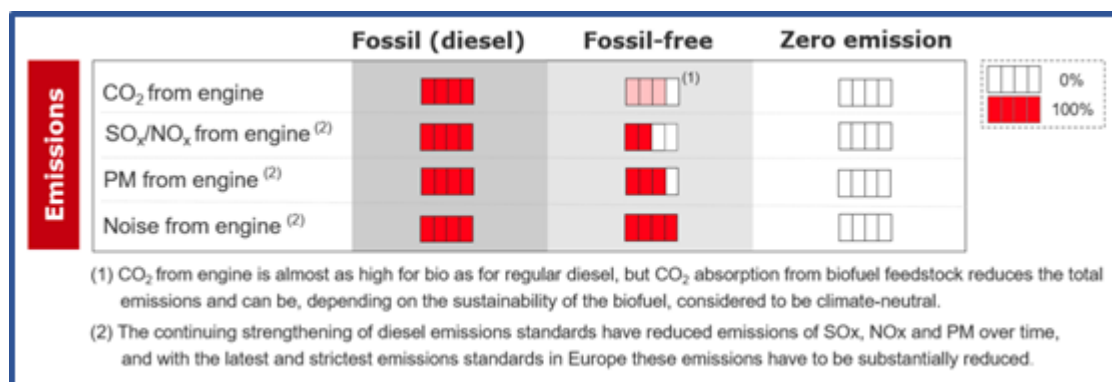 Fossil (diesel) Fossil-free Zero emission
Emissions
CO₂ from engine (1)
SOₓ/NOₓ from engine (2)
PM from engine (2)
Noise from engine (2)
0%
100%
(1) CO₂ from engine is almost as high for bio as for regular diesel, but CO₂ absorption from biofuel feedstock reduces the total
emissions and can be, depending on the sustainability of the biofuel, considered to be climate-neutral.
(2) The continuing strengthening of diesel emissions standards have reduced emissions of SOx, NOx and PM over time,
and with the latest and strictest emissions standards in Europe these emissions have to be substantially reduced.